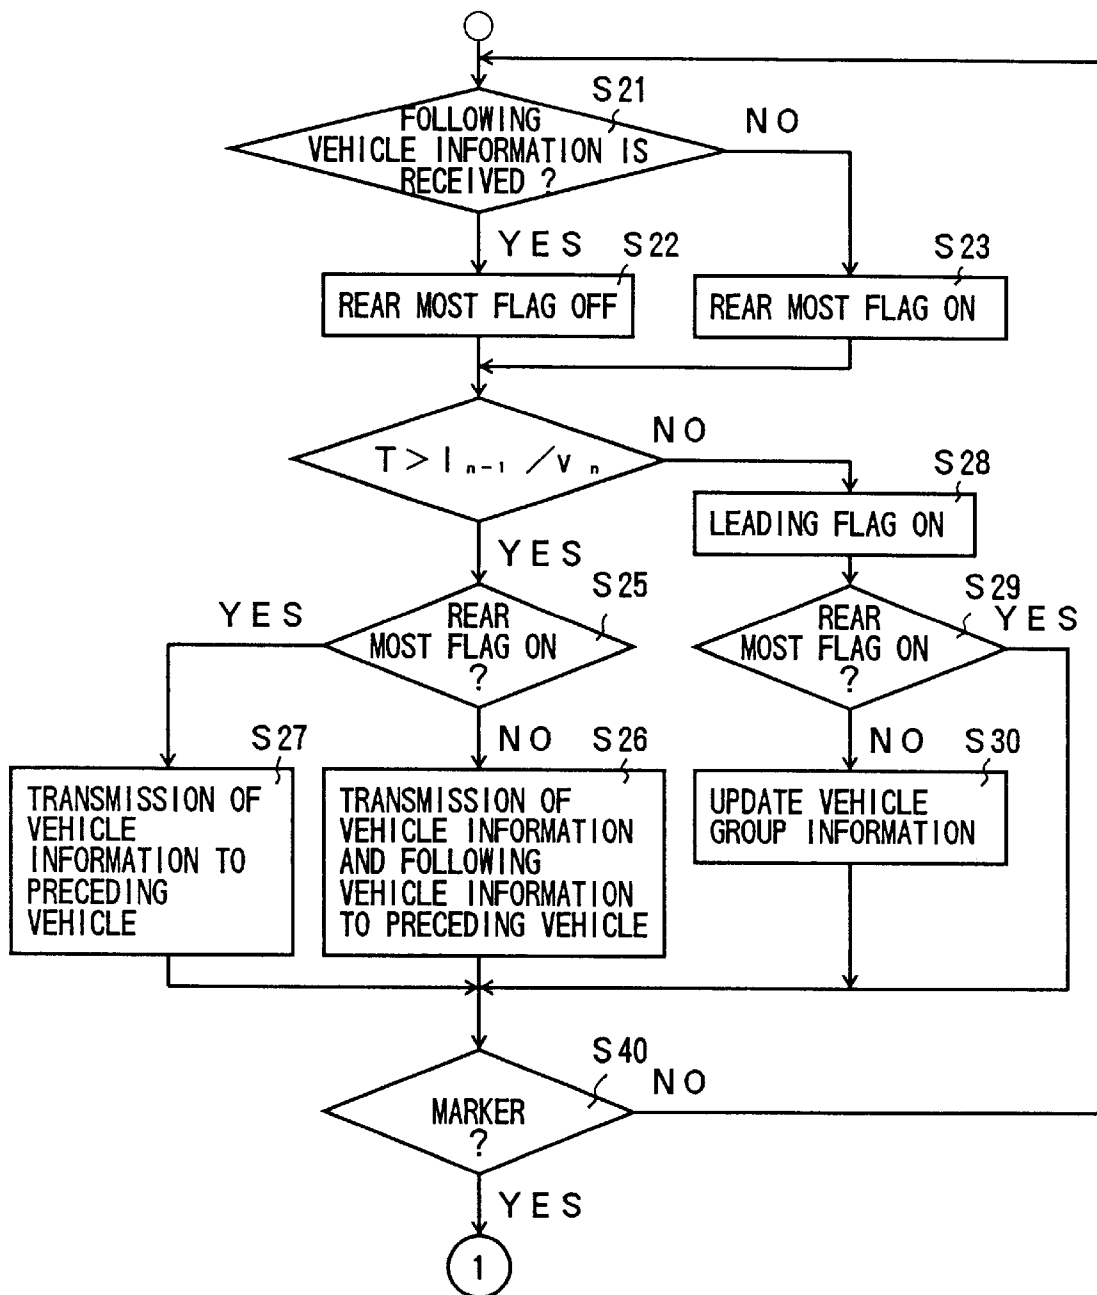 S21
FOLLOWING
VEHICLE INFORMATION IS
RECEIVED ?
NO
YES
S22
S23
REAR MOST FLAG OFF
REAR MOST FLAG ON
T > l n-1 / v n
NO
S28
LEADING FLAG ON
YES
S25
S29
YES
REAR
MOST FLAG ON
?
REAR
MOST FLAG ON
?
YES
S27
NO
S26
NO
S30
TRANSMISSION OF
VEHICLE
INFORMATION TO
PRECEDING
VEHICLE
TRANSMISSION OF
VEHICLE INFORMATION
AND FOLLOWING
VEHICLE INFORMATION
TO PRECEDING VEHICLE
UPDATE VEHICLE
GROUP INFORMATION
S40
NO
MARKER
?
YES
1